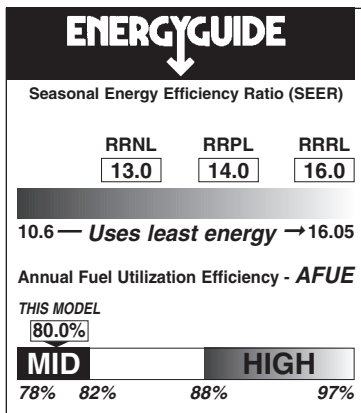 ENERGYGUIDE
Seasonal Energy Efficiency Ratio (SEER)
RRNL RRPL RRRL
13.0 14.0 16.0
10.6 — Uses least energy → 16.05
Annual Fuel Utilization Efficiency - AFUE
THIS MODEL
80.0%
MID HIGH
78% 82% 88% 97%